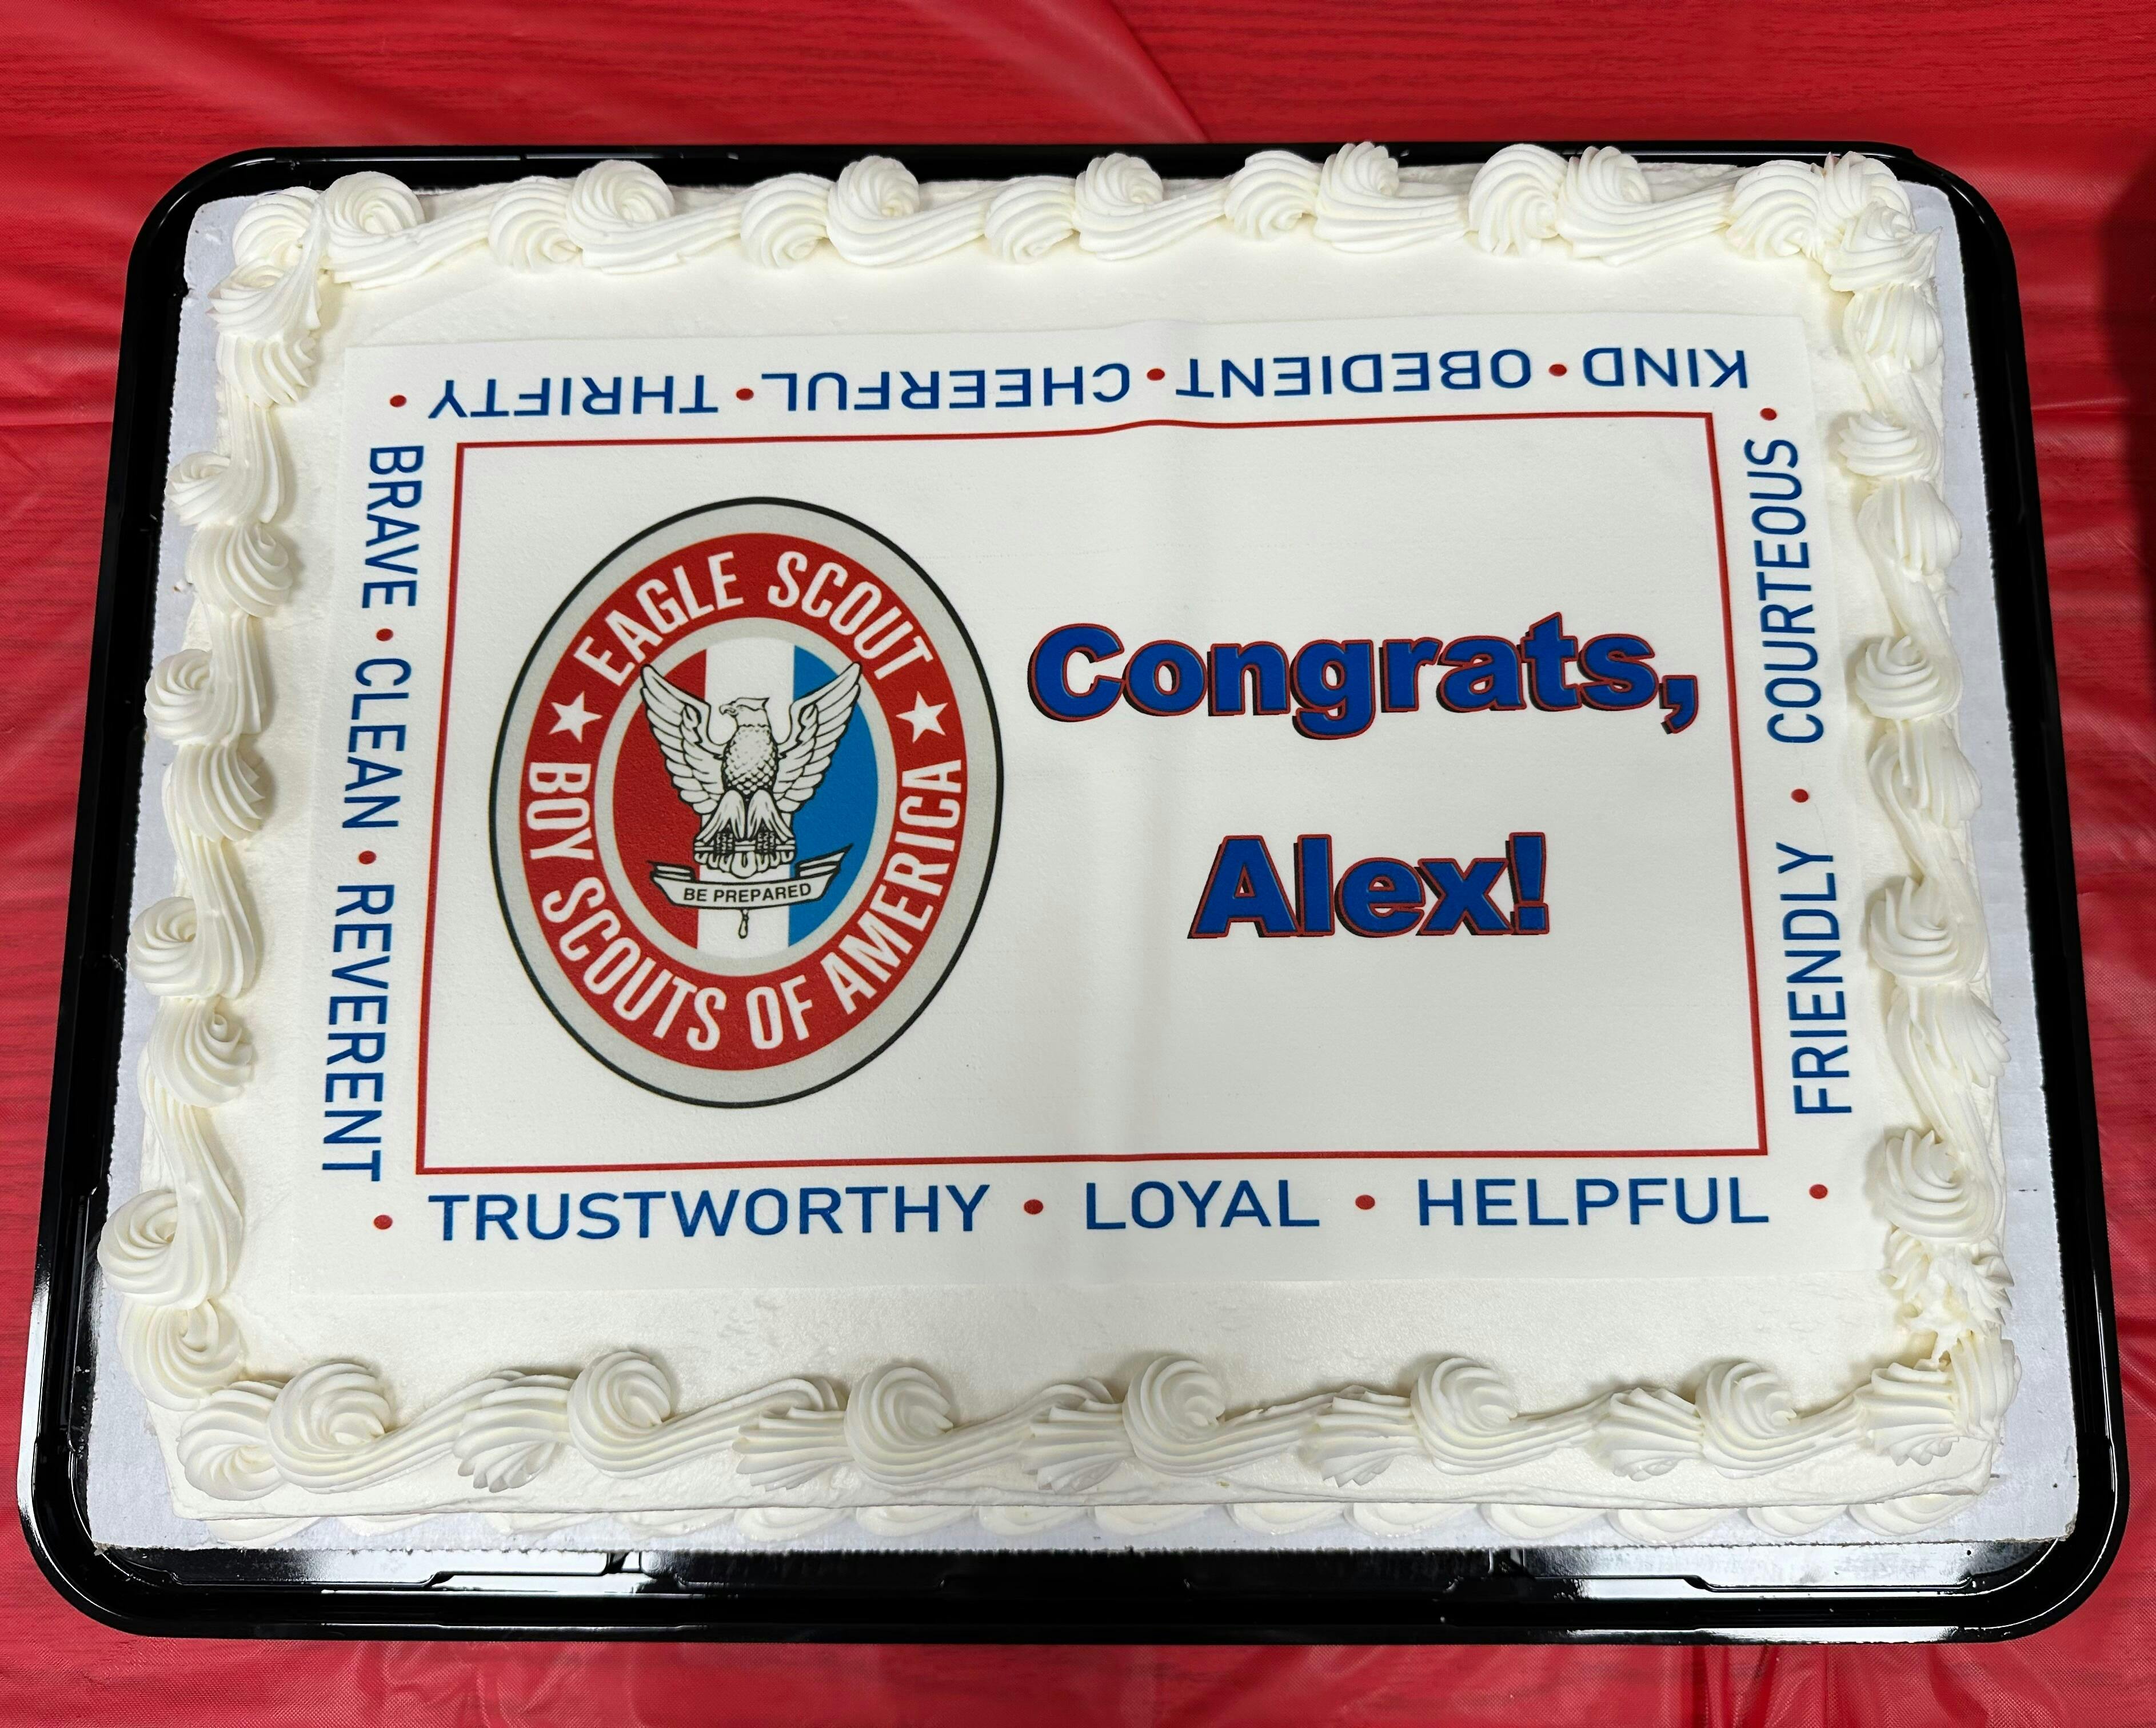 KIND • OBEDIENT • CHEERFUL • THRIFTY •
BRAVE • CLEAN • REVERENT
EAGLE SCOUT
BOY SCOUTS OF AMERICA
BE PREPARED
Congrats,
Alex!
• TRUSTWORTHY • LOYAL • HELPFUL •
FRIENDLY • COURTEOUS •